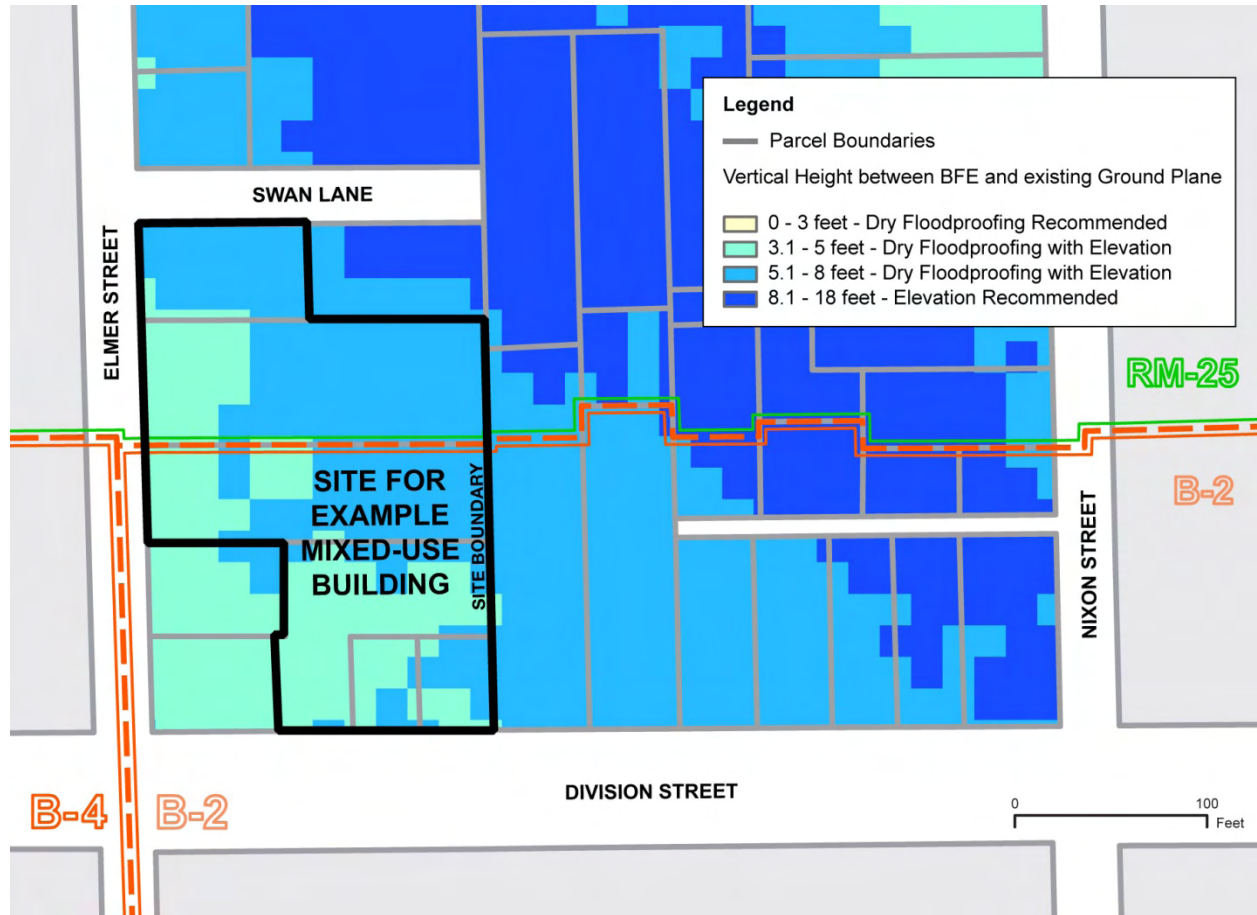 Legend
Parcel Boundaries
Vertical Height between BFE and existing Ground Plane
0 - 3 feet - Dry Floodproofing Recommended
3.1 - 5 feet - Dry Floodproofing with Elevation
5.1 - 8 feet - Dry Floodproofing with Elevation
8.1 - 18 feet - Elevation Recommended
SWAN LANE
ELMER STREET
RM-25
B-2
SITE FOR
EXAMPLE
MIXED-USE
BUILDING
SITE BOUNDARY
NIXON STREET
DIVISION STREET
B-4
B-2
0 100
Feet